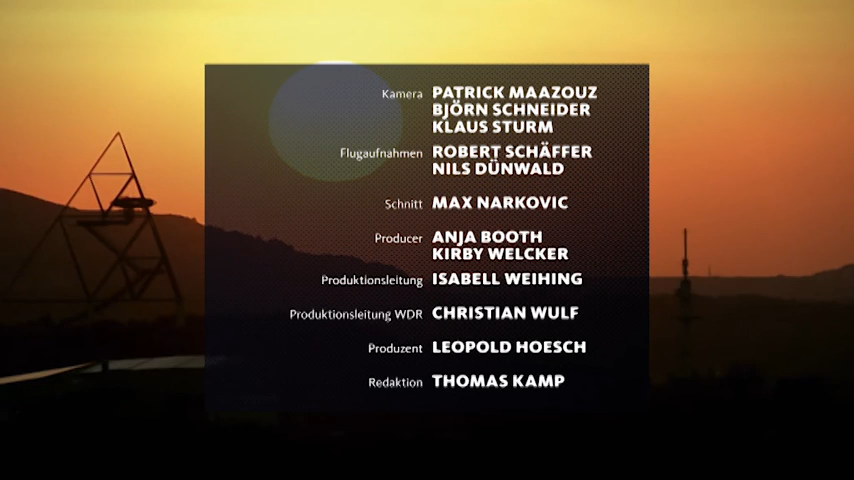 Kamera PATRICK MAAZOUZ
BJÖRN SCHNEIDER
KLAUS STURM
Flugaufnahmen ROBERT SCHÄFFER
NILS DÜNWALD
Schnitt MAX NARKOVIC
Producer ANJA BOOTH
KIRBY WELCKER
Produktionsleitung ISABELL WEIHING
Produktionsleitung WDR CHRISTIAN WULF
Produzent LEOPOLD HOESCH
Redaktion THOMAS KAMP